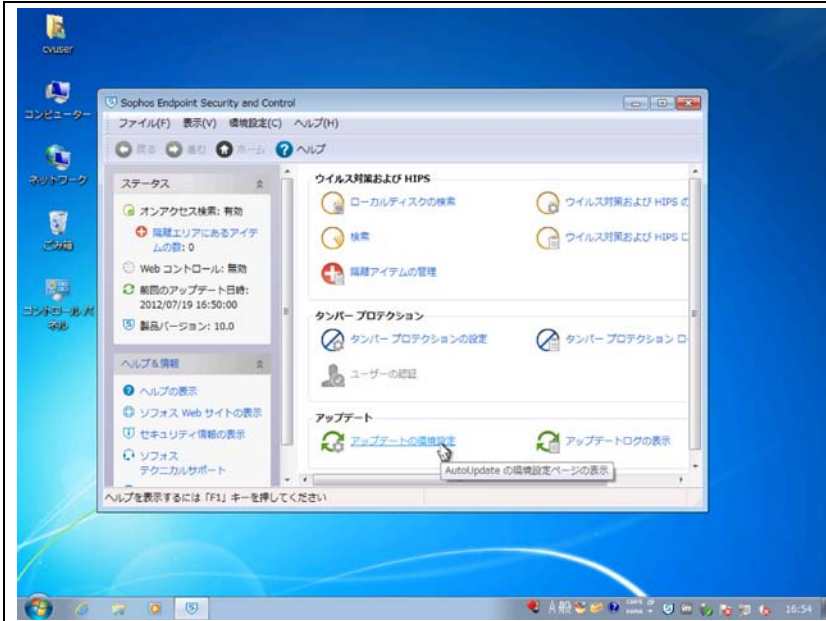 cvuser
コンピューター
ネットワーク
ごみ箱
コントロール パネル
Sophos Endpoint Security and Control
ファイル(F) 表示(V) 環境設定(C) ヘルプ(H)
戻る 進む ホーム ヘルプ
ステータス
オンアクセス検索: 有効
隔離エリアにあるアイテ
ムの数: 0
Web コントロール: 無効
前回のアップデート日時:
2012/07/19 16:50:00
製品バージョン: 10.0
ヘルプ & 情報
ヘルプの表示
ソフォス Web サイトの表示
セキュリティ情報の表示
ソフォス
テクニカルサポート
ウイルス対策および HIPS
ローカルディスクの検索 ウイルス対策および HIPS の
検索 ウイルス対策および HIPS ロ
隔離アイテムの管理
タンパー プロテクション
タンパー プロテクションの設定 タンパー プロテクション ロ
ユーザーの認証
アップデート
アップデートの環境設定 アップデートログの表示
AutoUpdate の環境設定ページの表示
ヘルプを表示するには「F1」キーを押してください
A 般
16:54